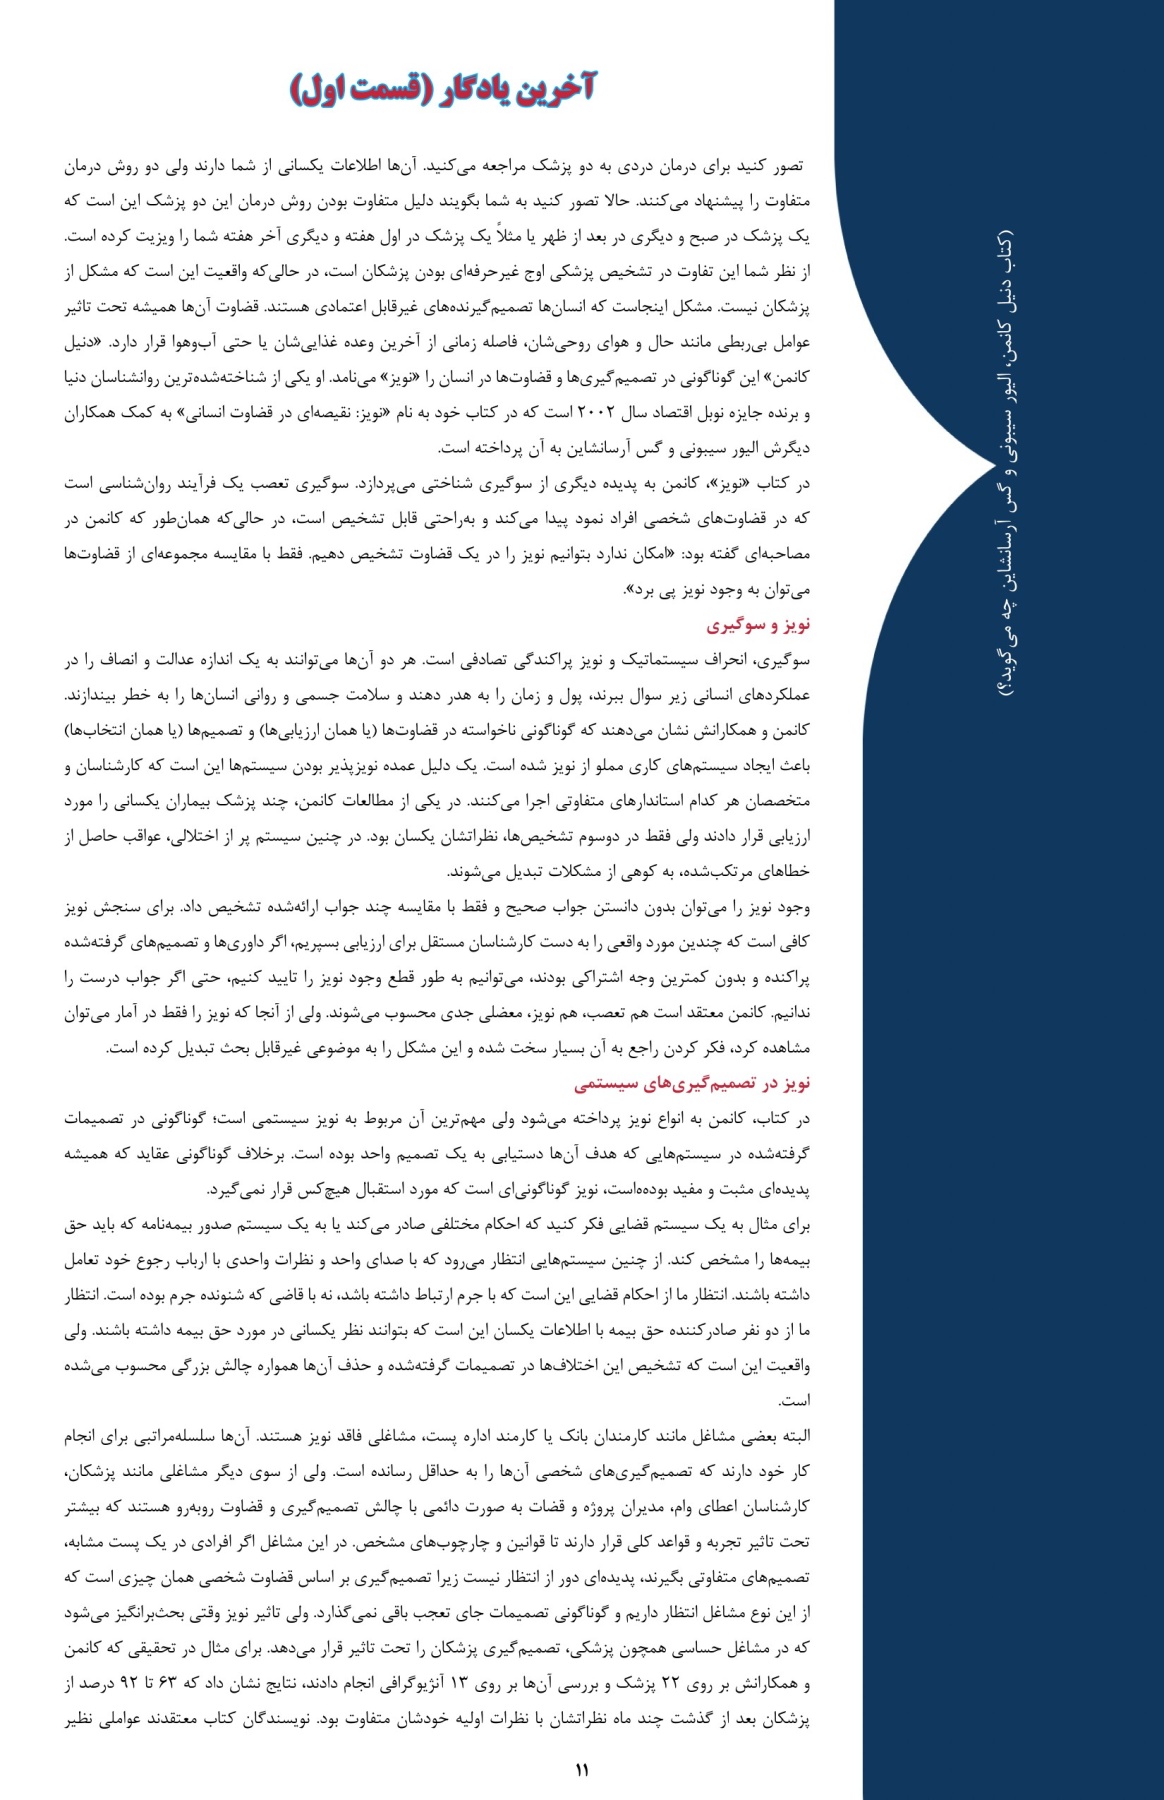 آخرین یادگار (قسمت اول)
(کتاب دنیل کانمن، الیور سیبونی و گس آرسانشاین چه می‌گوید؟)
تصور کنید برای درمان دردی به دو پزشک مراجعه می‌کنید. آن‌ها اطلاعات یکسانی از شما دارند ولی دو روش درمان
متفاوت را پیشنهاد می‌کنند. حالا تصور کنید به شما بگویند دلیل متفاوت بودن روش درمان این دو پزشک این است که
یک پزشک در صبح و دیگری در بعد از ظهر یا مثلاً یک پزشک در اول هفته و دیگری آخر هفته شما را ویزیت کرده است.
از نظر شما این تفاوت در تشخیص پزشکی اوج غیرحرفه‌ای بودن پزشکان است، در حالی‌که واقعیت این است که مشکل از
پزشکان نیست. مشکل اینجاست که انسان‌ها تصمیم‌گیرنده‌های غیرقابل اعتمادی هستند. قضاوت آن‌ها همیشه تحت تاثیر
عوامل بی‌ربطی مانند حال و هوای روحی‌شان، فاصله زمانی از آخرین وعده غذایی‌شان یا حتی آب‌وهوا قرار دارد. «دنیل
کانمن» این گوناگونی در تصمیم‌گیری‌ها و قضاوت‌ها در انسان را «نویز» می‌نامد. او یکی از شناخته‌شده‌ترین روانشناسان دنیا
و برنده جایزه نوبل اقتصاد سال ۲۰۰۲ است که در کتاب خود به نام «نویز: نقیصه‌ای در قضاوت انسانی» به کمک همکاران
دیگرش الیور سیبونی و گس آرسانشاین به آن پرداخته است.
در کتاب «نویز»، کانمن به پدیده دیگری از سوگیری شناختی می‌پردازد. سوگیری تعصب یک فرآیند روان‌شناسی است
که در قضاوت‌های شخصی افراد نمود پیدا می‌کند و به‌راحتی قابل تشخیص است، در حالی‌که همان‌طور که کانمن در
مصاحبه‌ای گفته بود: «امکان ندارد بتوانیم نویز را در یک قضاوت تشخیص دهیم. فقط با مقایسه مجموعه‌ای از قضاوت‌ها
می‌توان به وجود نویز پی برد».
نویز و سوگیری
سوگیری، انحراف سیستماتیک و نویز پراکندگی تصادفی است. هر دو آن‌ها می‌توانند به یک اندازه عدالت و انصاف را در
عملکردهای انسانی زیر سوال ببرند، پول و زمان را به هدر دهند و سلامت جسمی و روانی انسان‌ها را به خطر بیندازند.
کانمن و همکارانش نشان می‌دهند که گوناگونی ناخواسته در قضاوت‌ها (یا همان ارزیابی‌ها) و تصمیم‌ها (یا همان انتخاب‌ها)
باعث ایجاد سیستم‌های کاری مملو از نویز شده است. یک دلیل عمده نویزپذیر بودن سیستم‌ها این است که کارشناسان و
متخصصان هر کدام استاندارهای متفاوتی اجرا می‌کنند. در یکی از مطالعات کانمن، چند پزشک بیماران یکسانی را مورد
ارزیابی قرار دادند ولی فقط در دوسوم تشخیص‌ها، نظراتشان یکسان بود. در چنین سیستم پر از اختلالی، عواقب حاصل از
خطاهای مرتکب‌شده، به کوهی از مشکلات تبدیل می‌شوند.
وجود نویز را می‌توان بدون دانستن جواب صحیح و فقط با مقایسه چند جواب ارائه‌شده تشخیص داد. برای سنجش نویز
کافی است که چندین مورد واقعی را به دست کارشناسان مستقل برای ارزیابی بسپریم، اگر داوری‌ها و تصمیم‌های گرفته‌شده
پراکنده و بدون کمترین وجه اشتراکی بودند، می‌توانیم به طور قطع وجود نویز را تایید کنیم، حتی اگر جواب درست را
ندانیم. کانمن معتقد است هم تعصب، هم نویز، معضلی جدی محسوب می‌شوند. ولی از آنجا که نویز را فقط در آمار می‌توان
مشاهده کرد، فکر کردن راجع به آن بسیار سخت شده و این مشکل را به موضوعی غیرقابل بحث تبدیل کرده است.
نویز در تصمیم‌گیری‌های سیستمی
در کتاب، کانمن به انواع نویز پرداخته می‌شود ولی مهم‌ترین آن مربوط به نویز سیستمی است؛ گوناگونی در تصمیمات
گرفته‌شده در سیستم‌هایی که هدف آن‌ها دستیابی به یک تصمیم واحد بوده است. برخلاف گوناگونی عقاید که همیشه
پدیده‌ای مثبت و مفید بوده‌ه‌است، نویز گوناگونی‌ای است که مورد استقبال هیچ‌کس قرار نمی‌گیرد.
برای مثال به یک سیستم قضایی فکر کنید که احکام مختلفی صادر می‌کند یا به یک سیستم صدور بیمه‌نامه که باید حق
بیمه‌ها را مشخص کند. از چنین سیستم‌هایی انتظار می‌رود که با صدای واحد و نظرات واحدی با ارباب رجوع خود تعامل
داشته باشند. انتظار ما از احکام قضایی این است که با جرم ارتباط داشته باشد، نه با قاضی که شنونده جرم بوده است. انتظار
ما از دو نفر صادرکننده حق بیمه با اطلاعات یکسان این است که بتوانند نظر یکسانی در مورد حق بیمه داشته باشند. ولی
واقعیت این است که تشخیص این اختلاف‌ها در تصمیمات گرفته‌شده و حذف آن‌ها همواره چالش بزرگی محسوب می‌شده
است.
البته بعضی مشاغل مانند کارمندان بانک یا کارمند اداره پست، مشاغلی فاقد نویز هستند. آن‌ها سلسله‌مراتبی برای انجام
کار خود دارند که تصمیم‌گیری‌های شخصی آن‌ها را به حداقل رسانده است. ولی از سوی دیگر مشاغلی مانند پزشکان،
کارشناسان اعطای وام، مدیران پروژه و قضات به صورت دائمی با چالش تصمیم‌گیری و قضاوت روبه‌رو هستند که بیشتر
تحت تاثیر تجربه و قواعد کلی قرار دارند تا قوانین و چارچوب‌های مشخص. در این مشاغل اگر افرادی در یک پست مشابه،
تصمیم‌های متفاوتی بگیرند، پدیده‌ای دور از انتظار نیست زیرا تصمیم‌گیری بر اساس قضاوت شخصی همان چیزی است که
از این نوع مشاغل انتظار داریم و گوناگونی تصمیمات جای تعجب باقی نمی‌گذارد. ولی تاثیر نویز وقتی بحث‌برانگیز می‌شود
که در مشاغل حساسی همچون پزشکی، تصمیم‌گیری پزشکان را تحت تاثیر قرار می‌دهد. برای مثال در تحقیقی که کانمن
و همکارانش بر روی ۲۲ پزشک و بررسی آن‌ها بر روی ۱۳ آنژیوگرافی انجام دادند، نتایج نشان داد که ۶۳ تا ۹۲ درصد از
پزشکان بعد از گذشت چند ماه نظراتشان با نظرات اولیه خودشان متفاوت بود. نویسندگان کتاب معتقدند عواملی نظیر
۱۱